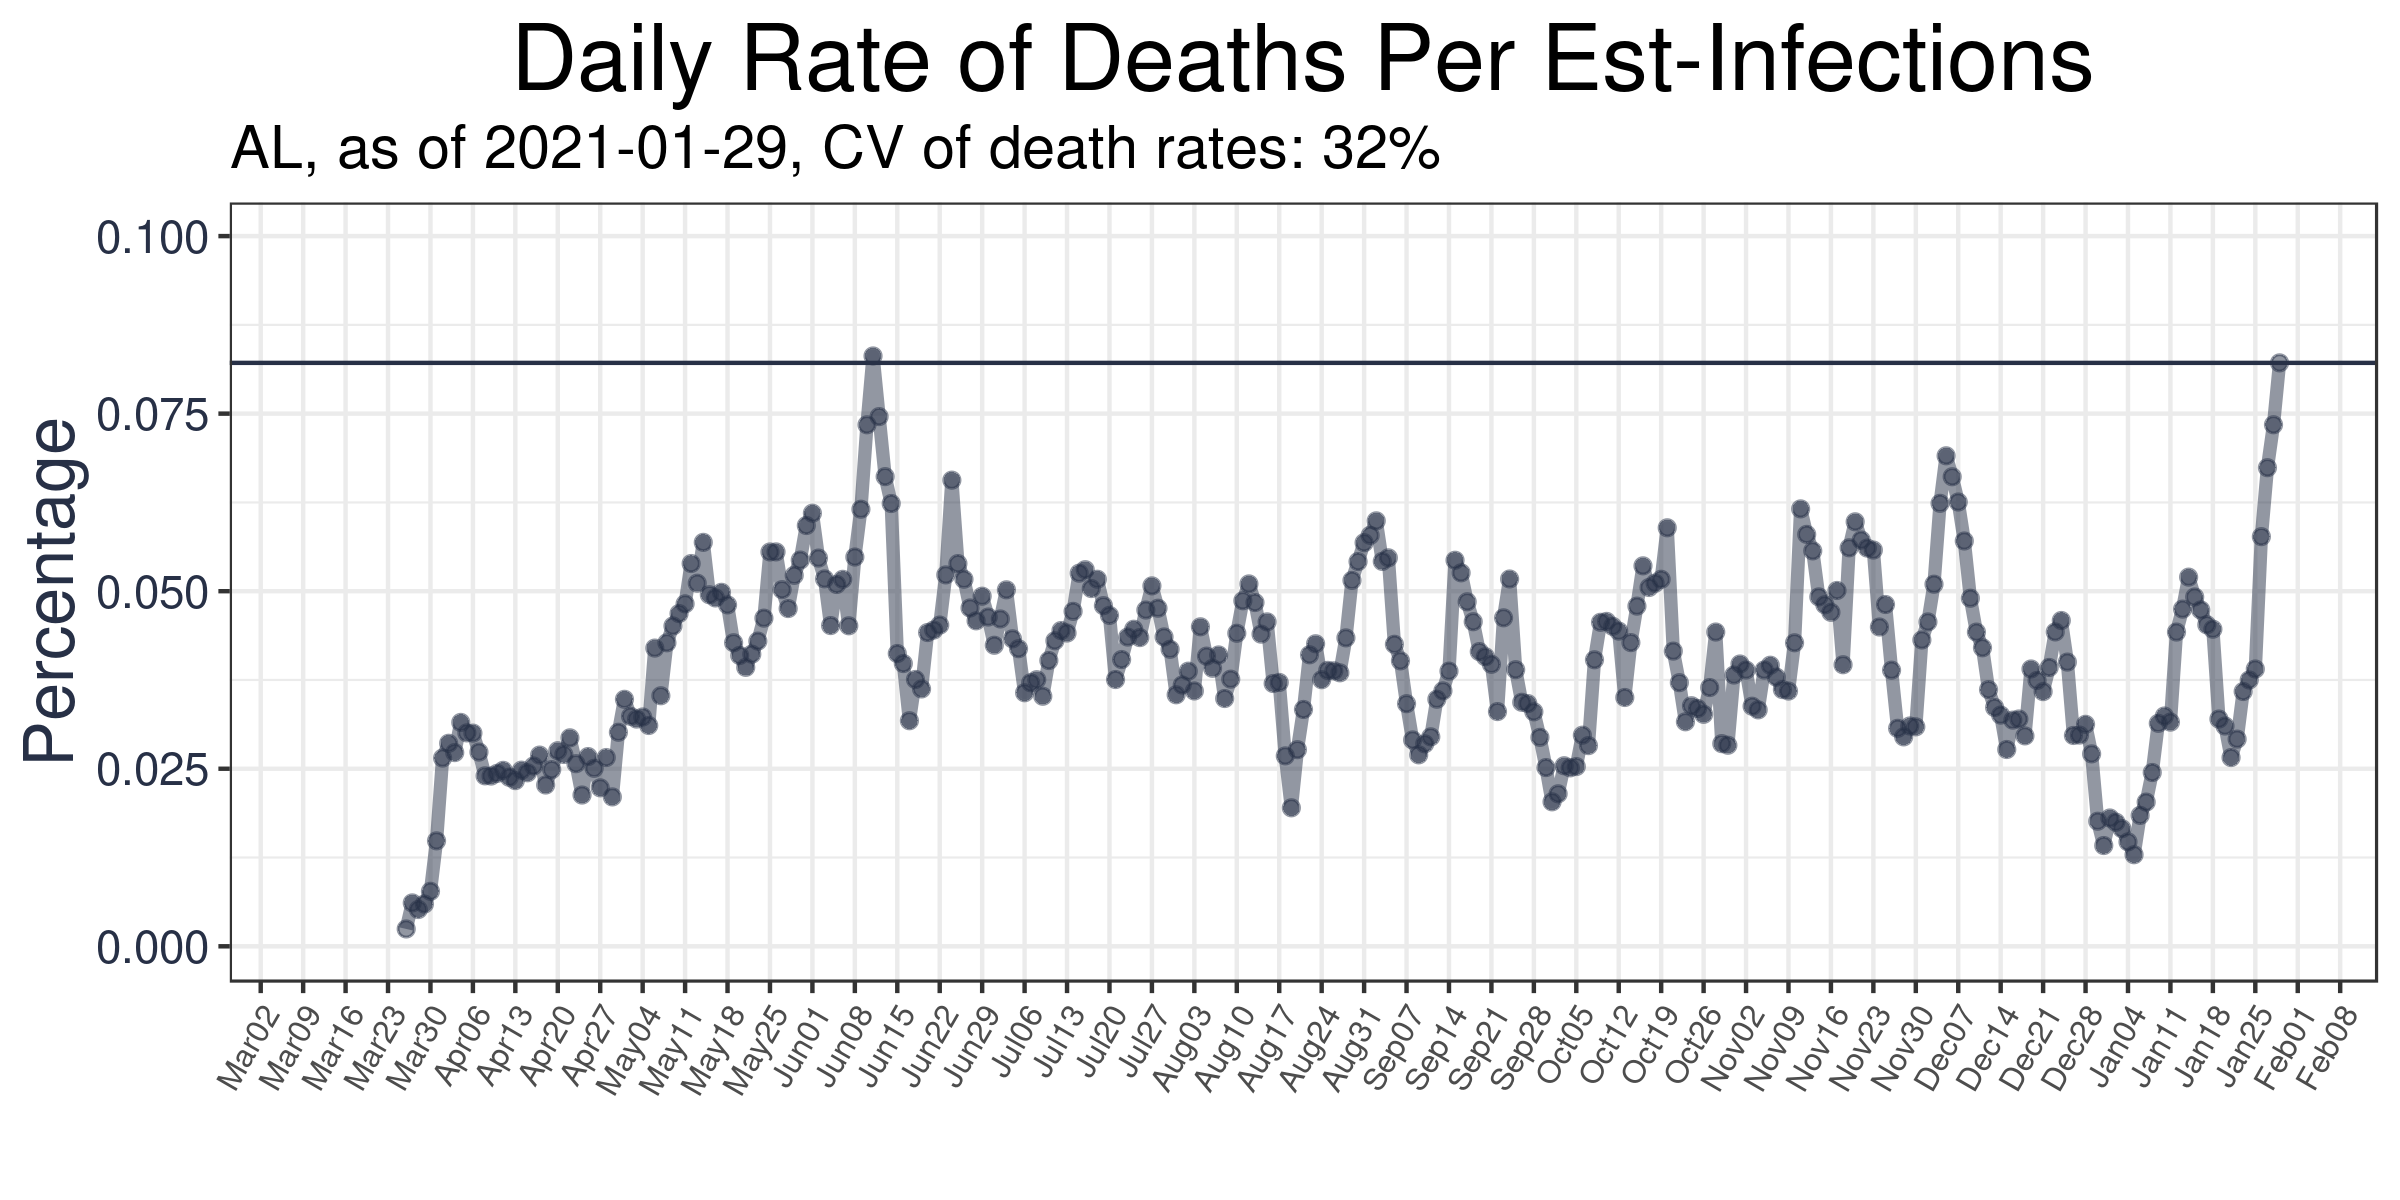 Daily Rate of Deaths Per Est-Infections
AL, as of 2021-01-29, CV of death rates: 32%
Percentage
0.100
0.075
0.050
0.025
0.000
Mar02
Mar09
Mar16
Mar23
Mar30
Apr06
Apr13
Apr20
Apr27
May04
May11
May18
May25
Jun01
Jun08
Jun15
Jun22
Jun29
Jul06
Jul13
Jul20
Jul27
Aug03
Aug10
Aug17
Aug24
Aug31
Sep07
Sep14
Sep21
Sep28
Oct05
Oct12
Oct19
Oct26
Nov02
Nov09
Nov16
Nov23
Nov30
Dec07
Dec14
Dec21
Dec28
Jan04
Jan11
Jan18
Jan25
Feb01
Feb08